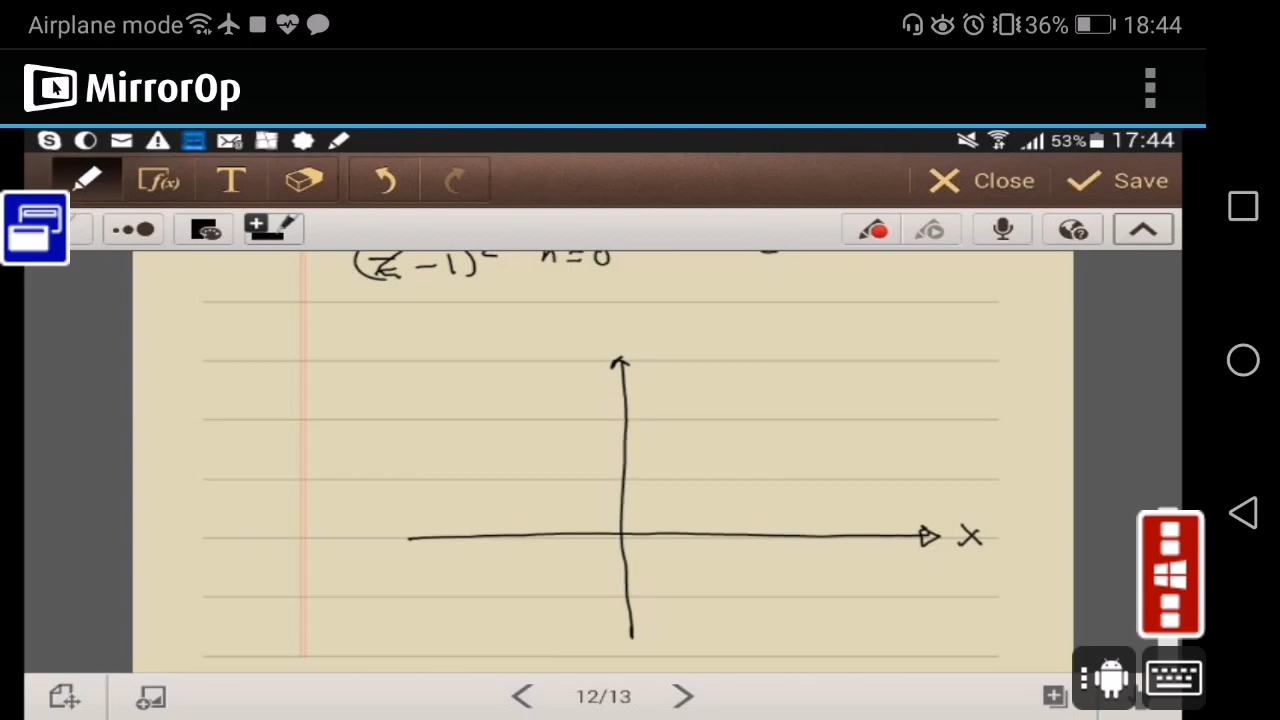 Airplane mode 36% 18:44
MirrorOp
53% 17:44
f(x) T Close Save
(z-1)² n=0
x
12/13